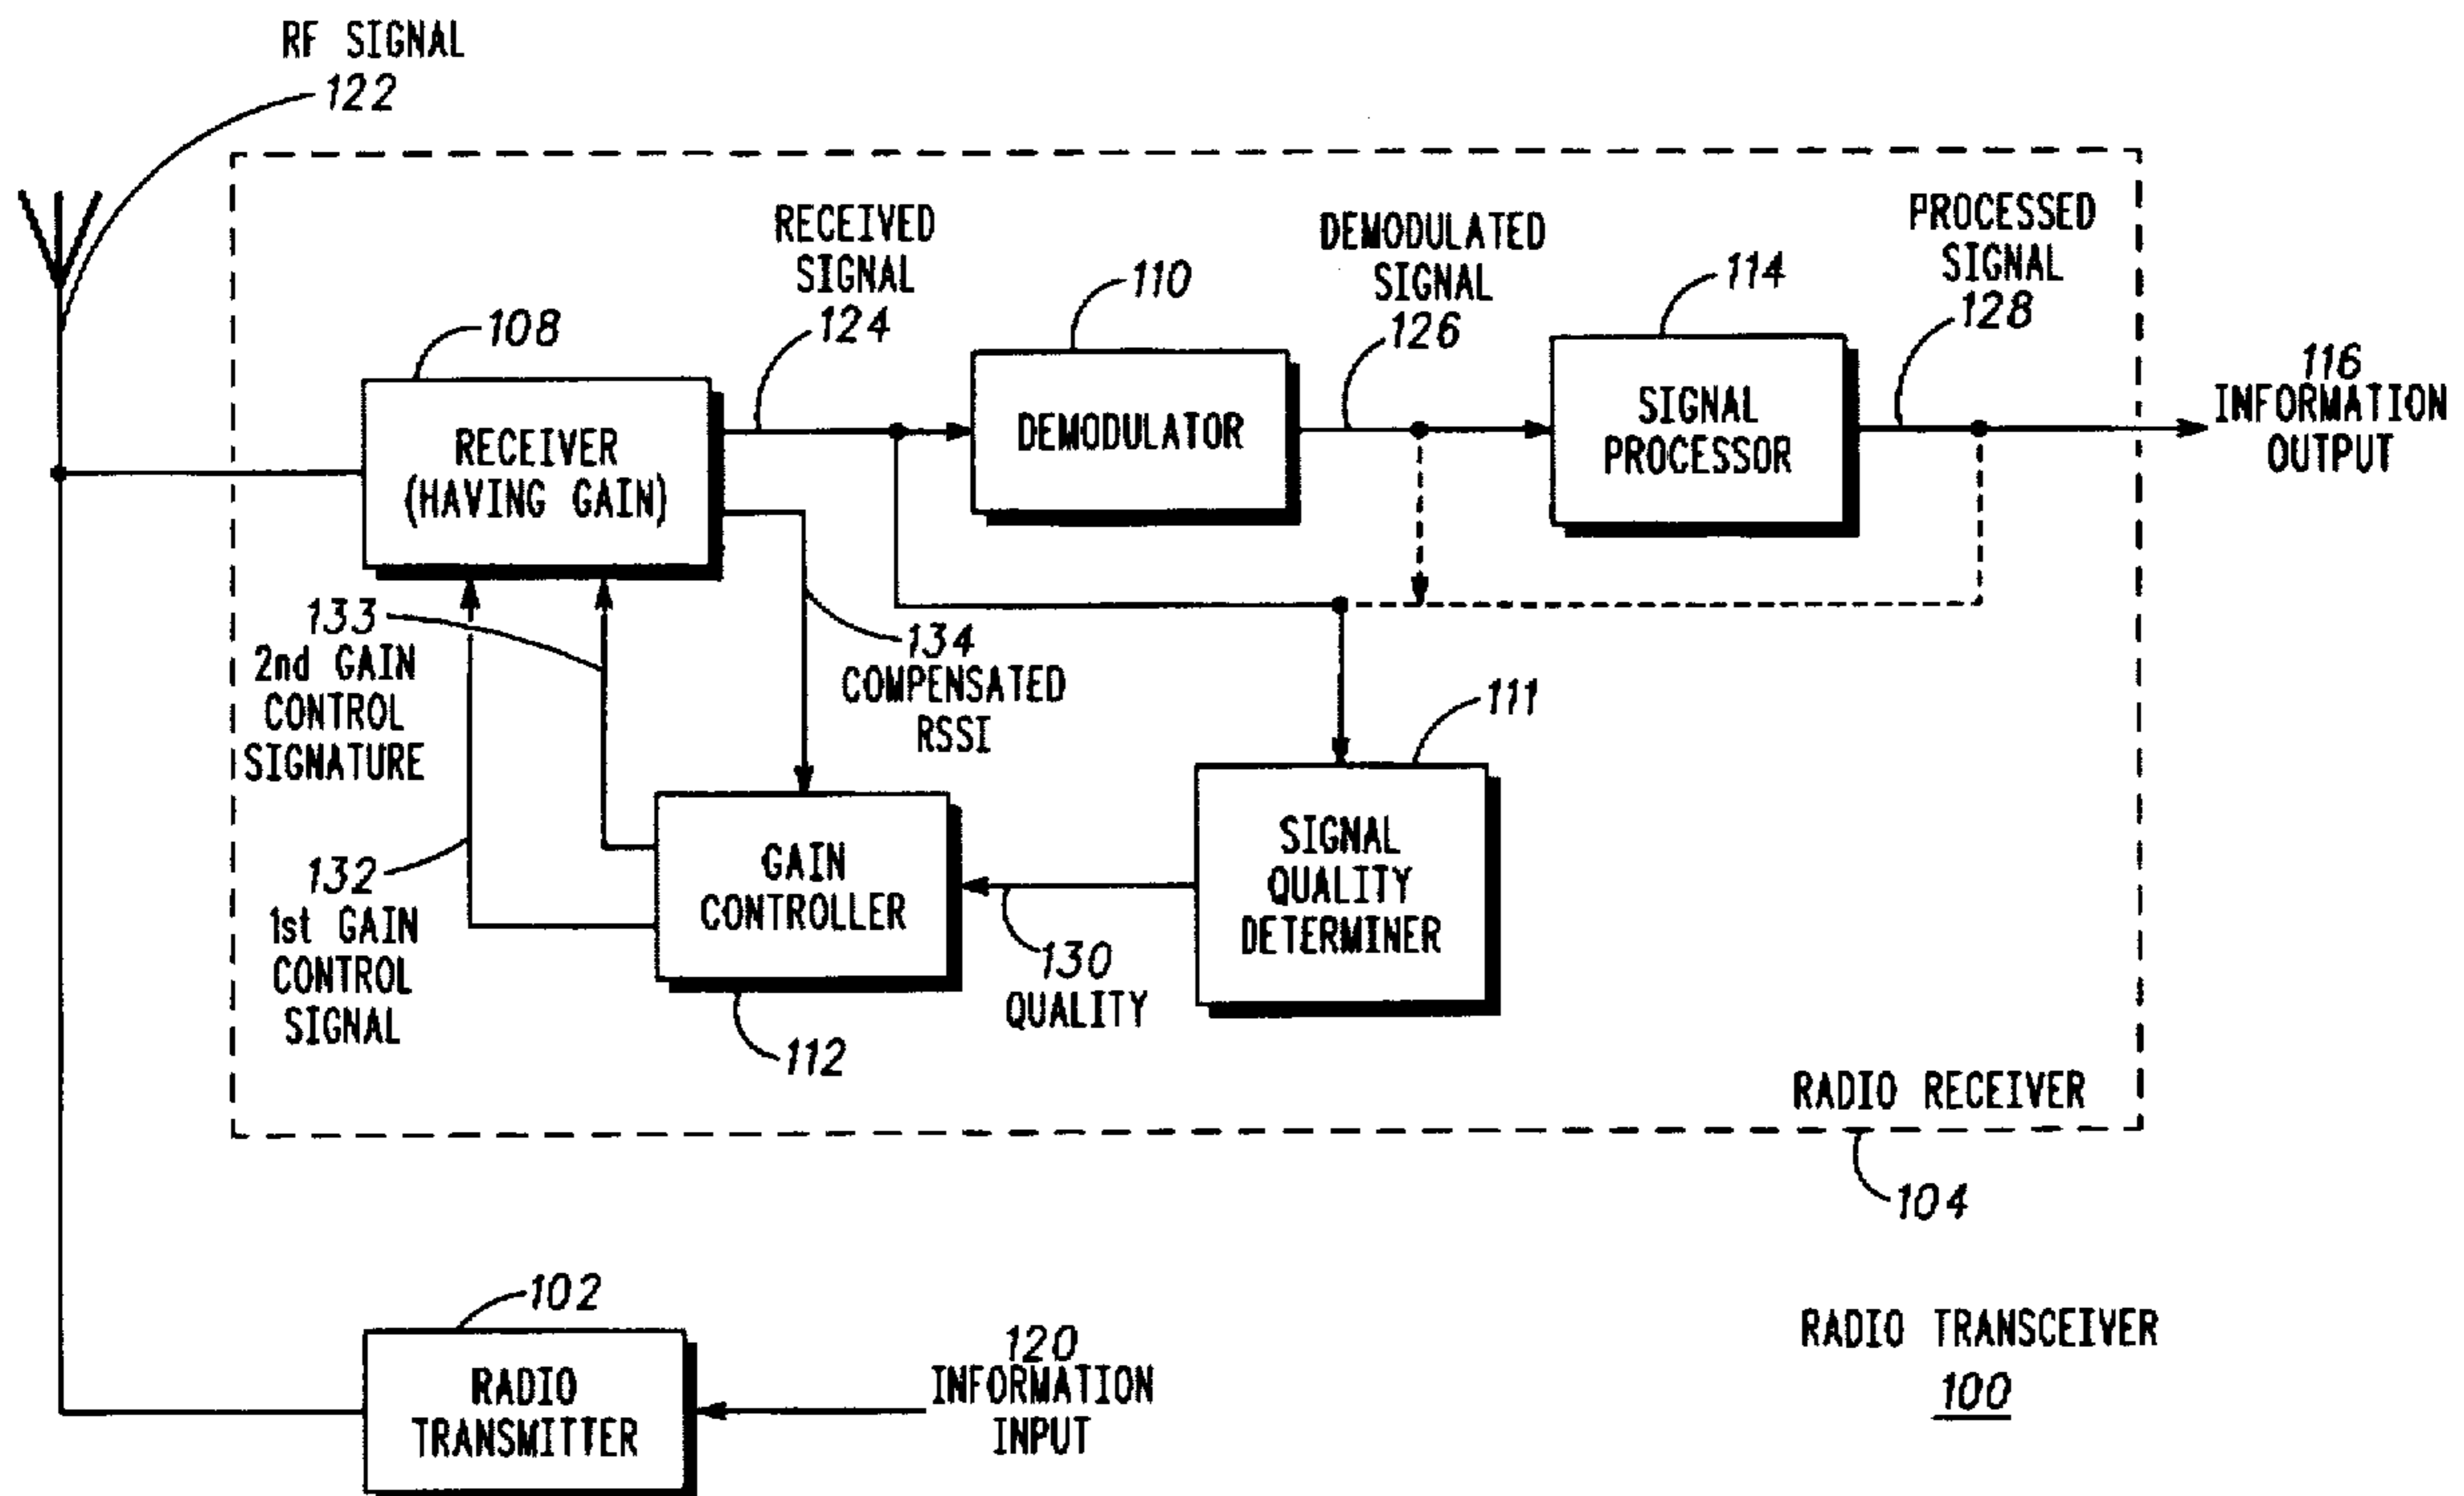 RF SIGNAL
122
RECEIVED
SIGNAL
124
110
DEMODULATED
SIGNAL
126
114
PROCESSED
SIGNAL
128
108
RECEIVER
(HAVING GAIN)
DEMODULATOR
SIGNAL
PROCESSOR
116
INFORMATION
OUTPUT
133
2nd GAIN
CONTROL
SIGNATURE
134
COMPENSATED
RSSI
111
132
1st GAIN
CONTROL
SIGNAL
GAIN
CONTROLLER
112
130
QUALITY
SIGNAL
QUALITY
DETERMINER
RADIO RECEIVER
104
102
RADIO
TRANSMITTER
120
INFORMATION
INPUT
RADIO TRANSCEIVER
100